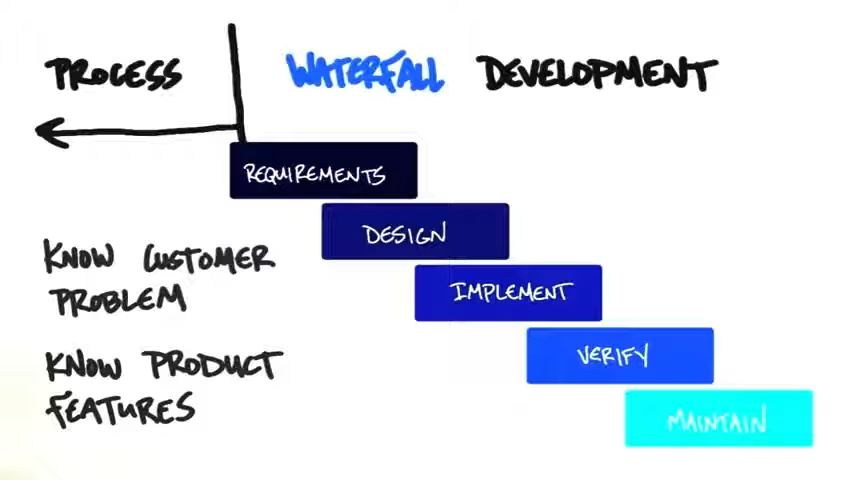 PROCESS
WATERFALL DEVELOPMENT
REQUIREMENTS
DESIGN
IMPLEMENT
VERIFY
MAINTAIN
KNOW CUSTOMER
PROBLEM
KNOW PRODUCT
FEATURES